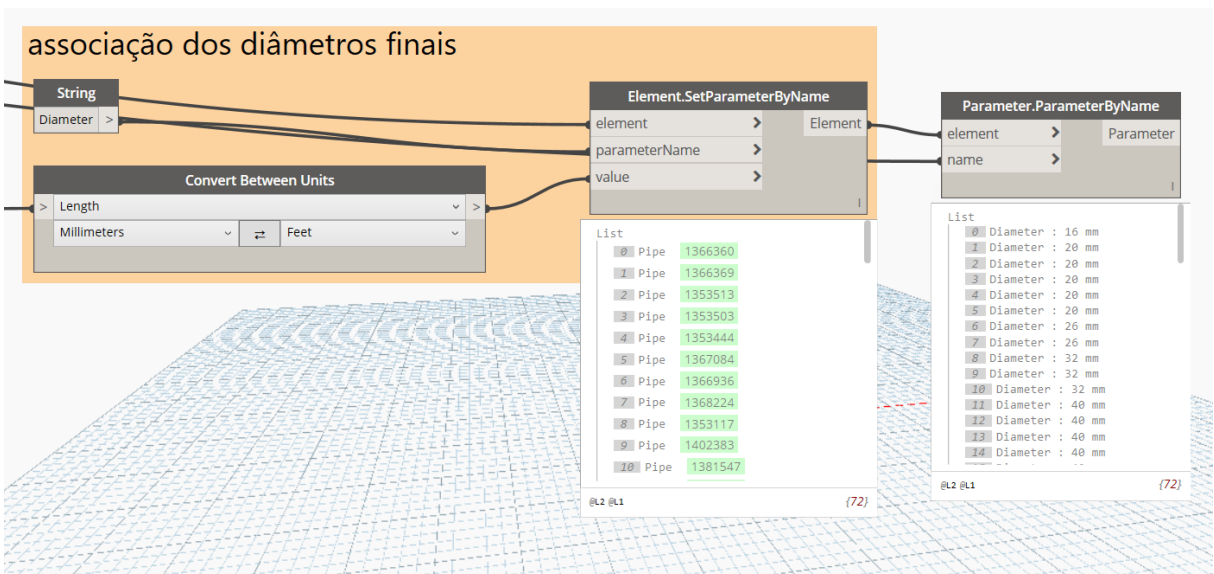 associação dos diâmetros finais
String
Diameter >
Convert Between Units
> Length >
Millimeters ⇄ Feet
Element.SetParameterByName
element > Element
parameterName >
value >
l
List
0 Pipe 1366360
1 Pipe 1366369
2 Pipe 1353513
3 Pipe 1353503
4 Pipe 1353444
5 Pipe 1367084
6 Pipe 1366936
7 Pipe 1368224
8 Pipe 1353117
9 Pipe 1402383
10 Pipe 1381547
@L2 @L1 {72}
Parameter.ParameterByName
element > Parameter
name >
l
List
0 Diameter : 16 mm
1 Diameter : 20 mm
2 Diameter : 20 mm
3 Diameter : 20 mm
4 Diameter : 20 mm
5 Diameter : 20 mm
6 Diameter : 26 mm
7 Diameter : 26 mm
8 Diameter : 32 mm
9 Diameter : 32 mm
10 Diameter : 32 mm
11 Diameter : 40 mm
12 Diameter : 40 mm
13 Diameter : 40 mm
14 Diameter : 40 mm
@L2 @L1 {72}